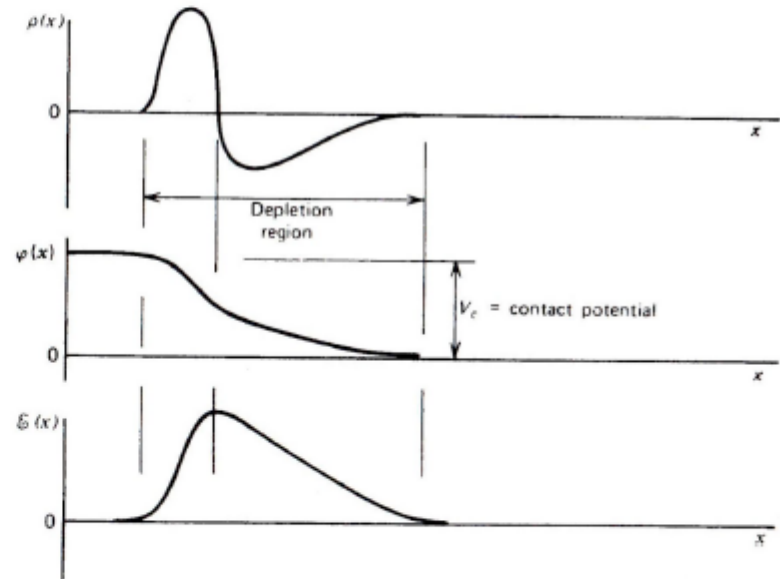 ρ(x)
0
x
Depletion
region
φ(x)
V_c = contact potential
0
x
ℰ(x)
0
x